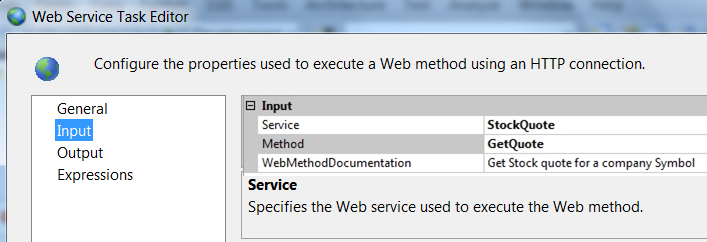 Web Service Task Editor
Configure the properties used to execute a Web method using an HTTP connection.
General
Input
Output
Expressions
Input
Service StockQuote
Method GetQuote
WebMethodDocumentation Get Stock quote for a company Symbol
Service
Specifies the Web service used to execute the Web method.